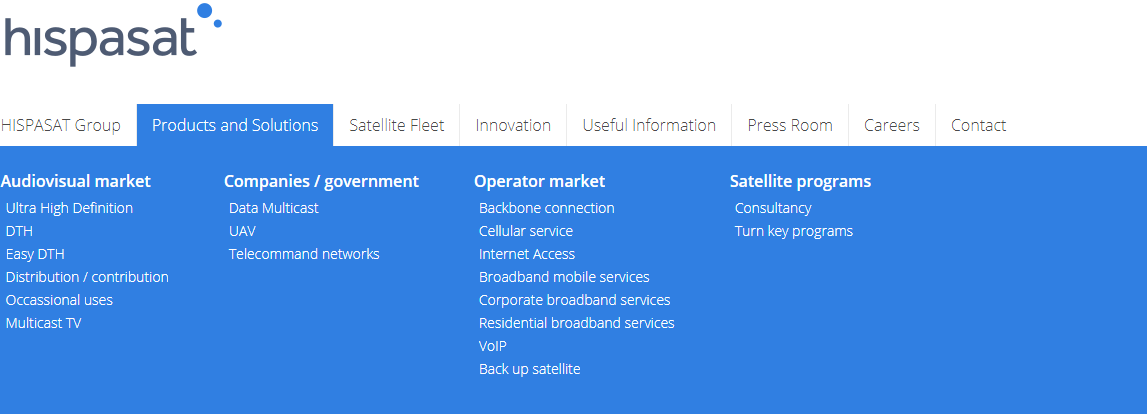 hispasat
HISPASAT Group
Products and Solutions
Satellite Fleet
Innovation
Useful Information
Press Room
Careers
Contact
Audiovisual market
Ultra High Definition
DTH
Easy DTH
Distribution / contribution
Occassional uses
Multicast TV
Companies / government
Data Multicast
UAV
Telecommand networks
Operator market
Backbone connection
Cellular service
Internet Access
Broadband mobile services
Corporate broadband services
Residential broadband services
VoIP
Back up satellite
Satellite programs
Consultancy
Turn key programs